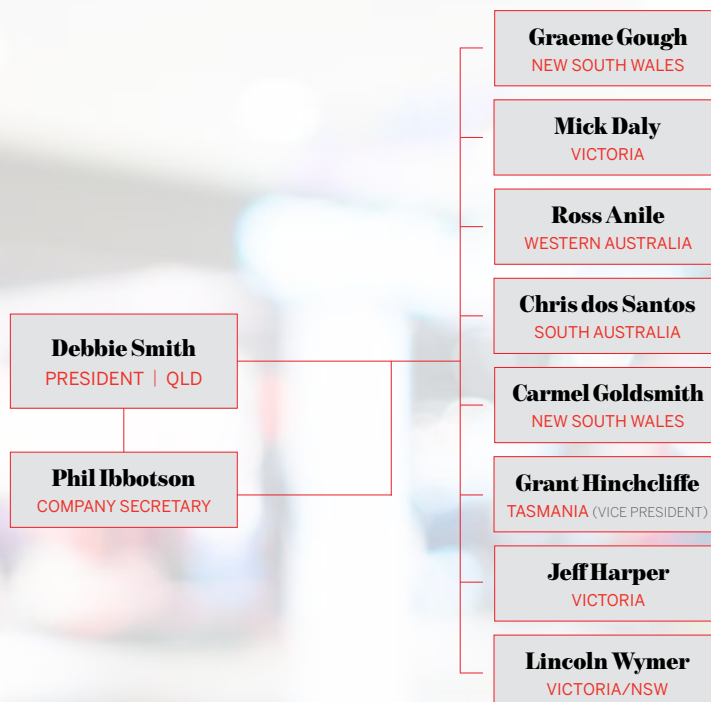 Graeme Gough
NEW SOUTH WALES
Mick Daly
VICTORIA
Ross Anile
WESTERN AUSTRALIA
Chris dos Santos
SOUTH AUSTRALIA
Debbie Smith
PRESIDENT | QLD
Carmel Goldsmith
NEW SOUTH WALES
Phil Ibbotson
COMPANY SECRETARY
Grant Hinchcliffe
TASMANIA (VICE PRESIDENT)
Jeff Harper
VICTORIA
Lincoln Wymer
VICTORIA/NSW